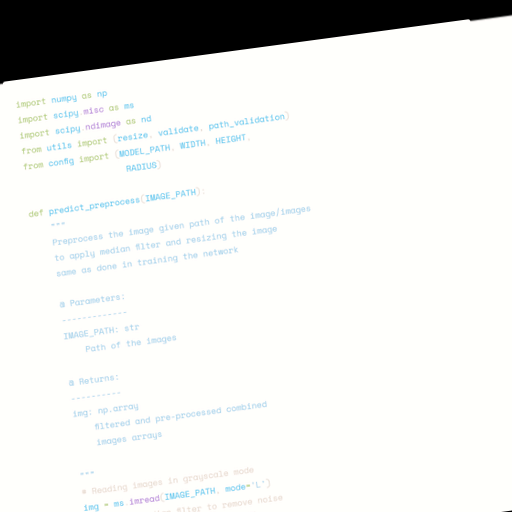 import numpy as np
import scipy.misc as ms
import scipy.ndimage as nd
from utils import (resize, validate, path_validation)
from config import (MODEL_PATH, WIDTH, HEIGHT,
RADIUS)
def predict_preprocess(IMAGE_PATH):
"""
Preprocess the image given path of the image/images
to apply median filter and resizing the image
same as done in training the network
@ Parameters:
-------------
IMAGE_PATH: str
Path of the images
@ Returns:
----------
img: np.array
filtered and pre-processed combined
images arrays
"""
# Reading images in grayscale mode
img = ms.imread(IMAGE_PATH, mode='L')
filter to remove noise